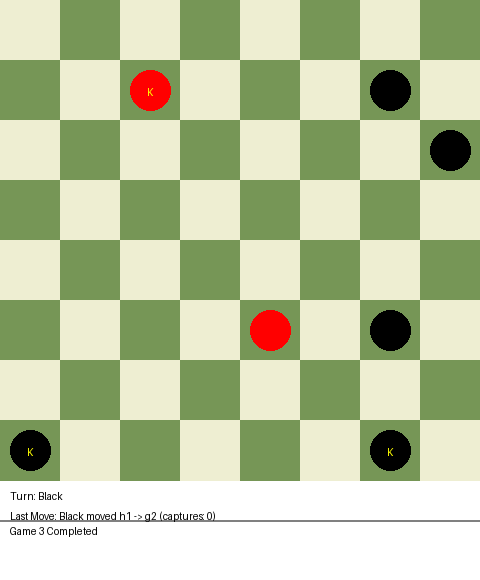 K
K
K
Turn: Black
Last Move: Black moved h1 -> g2 (captures: 0)
Game 3 Completed